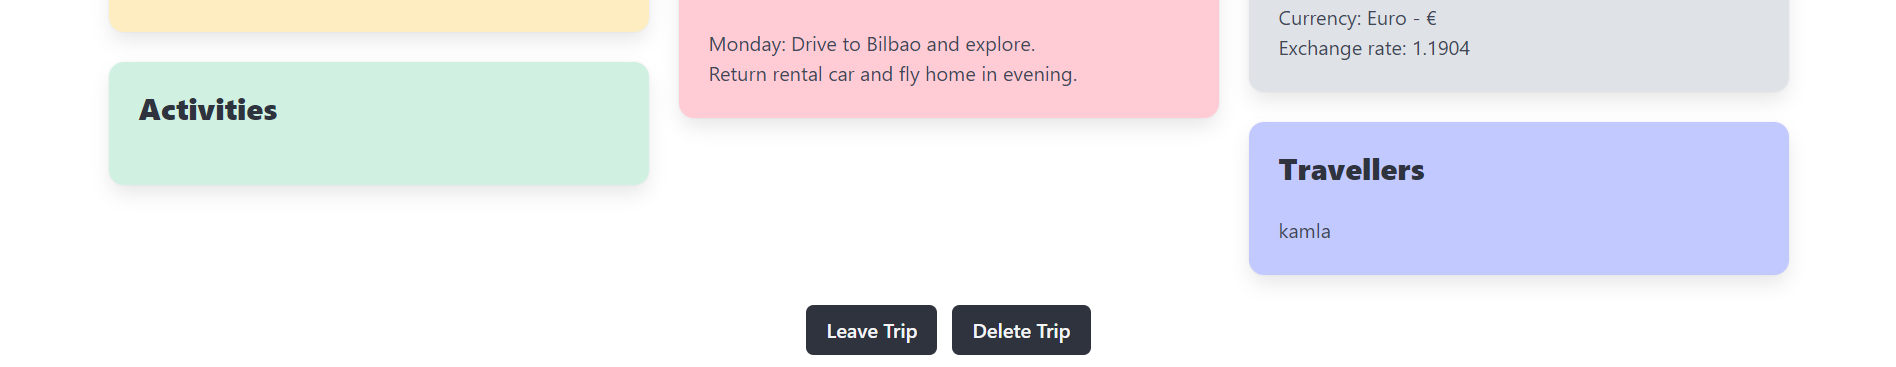 Activities
Monday: Drive to Bilbao and explore.
Return rental car and fly home in evening.
Currency: Euro - €
Exchange rate: 1.1904
Travellers
kamla
Leave Trip
Delete Trip